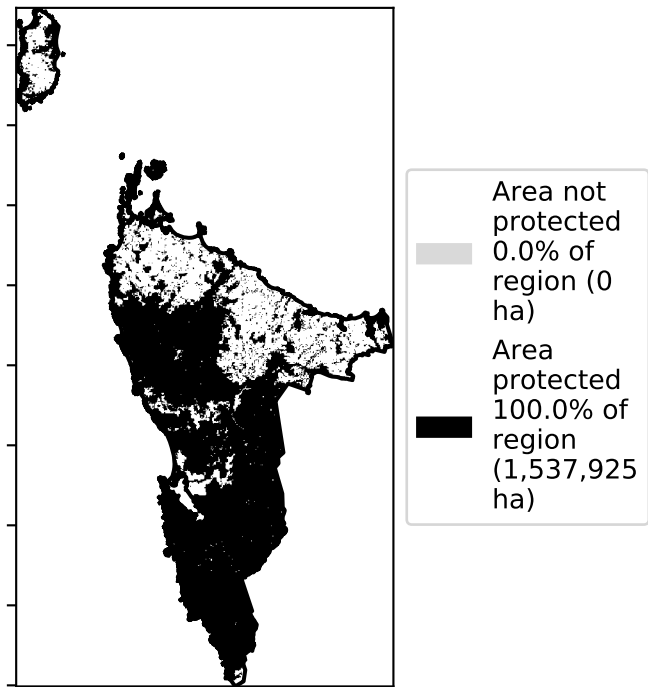 Area not
protected
0.0% of
region (0
ha)
Area
protected
100.0% of
region
(1,537,925
ha)